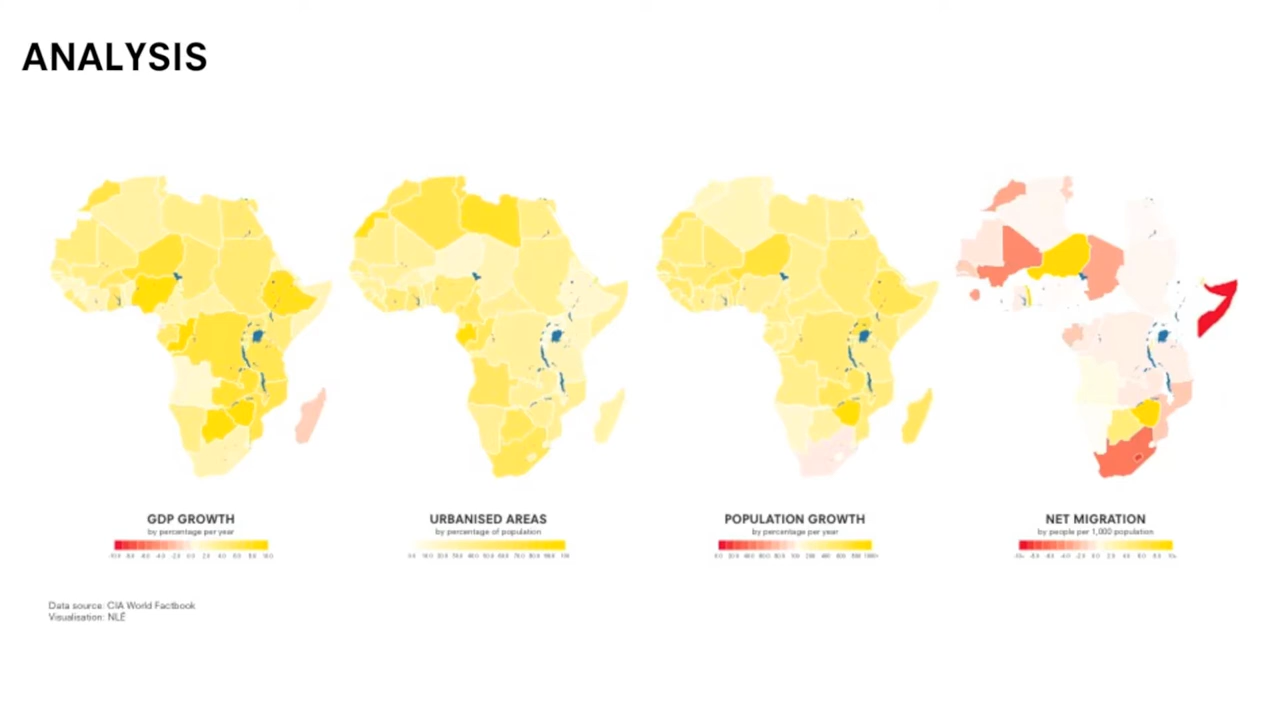 ANALYSIS
GDP GROWTH
by percentage per year
URBANISED AREAS
by percentage of population
POPULATION GROWTH
by percentage per year
NET MIGRATION
by people per 1,000 population
Data source: CIA World Factbook
Visualisation: NLÉ